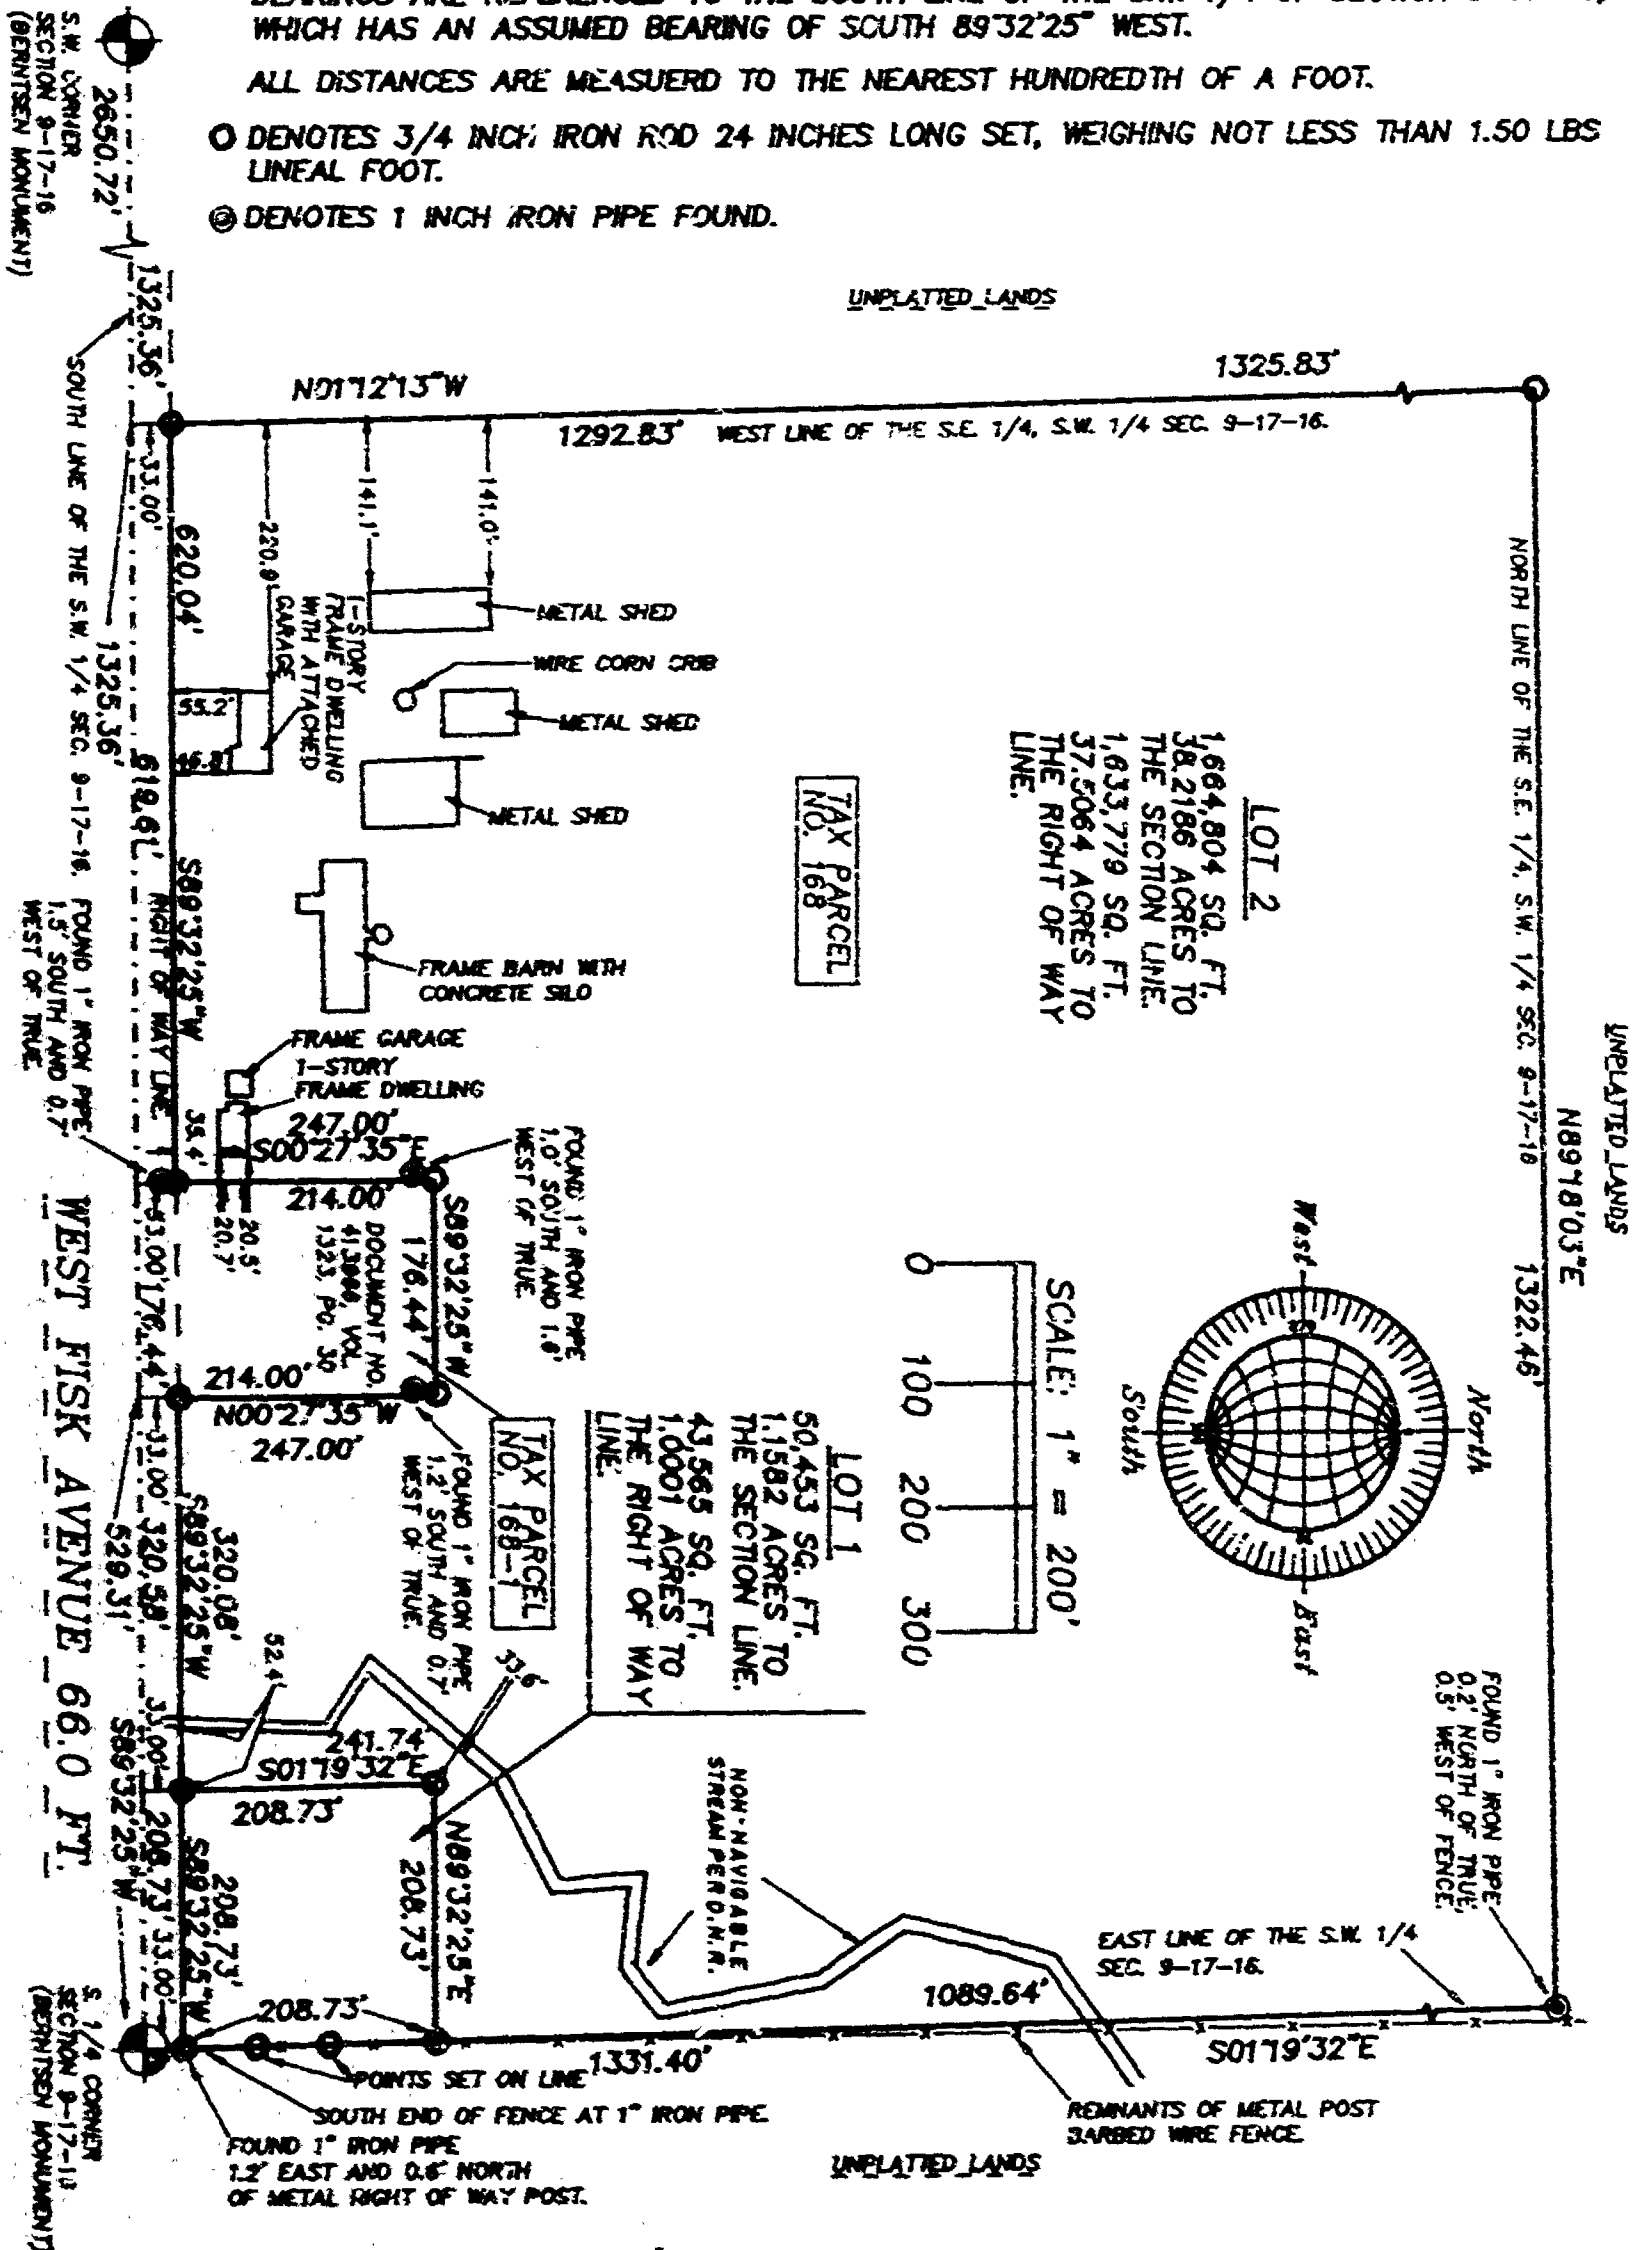 WHICH HAS AN ASSUMED BEARING OF SOUTH 89°32'25" WEST.
ALL DISTANCES ARE MEASUERD TO THE NEAREST HUNDREDTH OF A FOOT.
DENOTES 3/4 INCH IRON ROD 24 INCHES LONG SET, WEIGHING NOT LESS THAN 1.50 LBS
LINEAL FOOT.
DENOTES 1 INCH IRON PIPE FOUND.
S.W. CORNER
SECTION 9-17-16
(BERNTSEN MONUMENT)
2650.72'
1325.36'
UNPLATTED LANDS
N01°12'13"W
1325.83'
1292.83'
WEST LINE OF THE S.E. 1/4, S.W. 1/4 SEC. 9-17-16.
SOUTH LINE OF THE S.W. 1/4 SEC. 9-17-16.
33.00'
1325.36'
620.04'
619.61'
220.9'
141.1'
141.0'
METAL SHED
WIRE CORN CRIB
METAL SHED
METAL SHED
1-STORY
FRAME DWELLING
WITH ATTACHED
GARAGE
55.2'
46.8'
S89°32'25"W
RIGHT OF WAY LINE
FRAME BARN WITH
CONCRETE SILO
FRAME GARAGE
1-STORY
FRAME DWELLING
TAX PARCEL
NO. 168
LOT 2
1,664,804 SQ. FT.
38.2186 ACRES TO
THE SECTION LINE.
1,633,779 SQ. FT.
37.5064 ACRES TO
THE RIGHT OF WAY
LINE.
NORTH LINE OF THE S.E. 1/4, S.W. 1/4 SEC. 9-17-16
UNPLATTED LANDS
N89°18'03"E
1322.46'
FOUND 1" IRON PIPE
1.5' SOUTH AND 0.7'
WEST OF TRUE.
247.00'
S00°27'35"E
214.00'
20.5'
20.7'
FOUND 1" IRON PIPE
1.0' SOUTH AND 1.6'
WEST OF TRUE
S89°32'25"W
176.44'
DOCUMENT NO.
VOL.
1323, PG. 30
33.00'
176.44'
214.00'
N00°27'35"W
247.00'
FOUND 1" IRON PIPE
1.2' SOUTH AND 0.7'
WEST OF TRUE.
TAX PARCEL
NO. 168-1
WEST FISK AVENUE 66.0 FT.
33.00'
320.08'
S89°32'25"W
320.58'
529.31'
S89°32'25"W
LOT 1
50,453 SQ. FT.
1.1582 ACRES TO
THE SECTION LINE.
43,565 SQ. FT.
1.0001 ACRES TO
THE RIGHT OF WAY
LINE.
SCALE: 1" = 200'
0 100 200 300
North
West
East
South
52.4'
33.6'
241.74'
S01°19'32"E
208.73'
33.00'
208.73'
N89°32'25"E
208.73'
S89°32'25"W
208.73'
33.00'
208.73'
NON-NAVIGABLE
STREAM PER D.N.R.
FOUND 1" IRON PIPE
0.2' NORTH OF TRUE,
0.5' WEST OF FENCE.
EAST LINE OF THE S.W. 1/4
SEC. 9-17-16.
1089.64'
1331.40'
S01°19'32"E
POINTS SET ON LINE
SOUTH END OF FENCE AT 1" IRON PIPE.
FOUND 1" IRON PIPE
1.2' EAST AND 0.6' NORTH
OF METAL RIGHT OF WAY POST.
REMNANTS OF METAL POST
BARBED WIRE FENCE.
UNPLATTED LANDS
S. 1/4 CORNER
SECTION 9-17-16
(BERNTSEN MONUMENT)